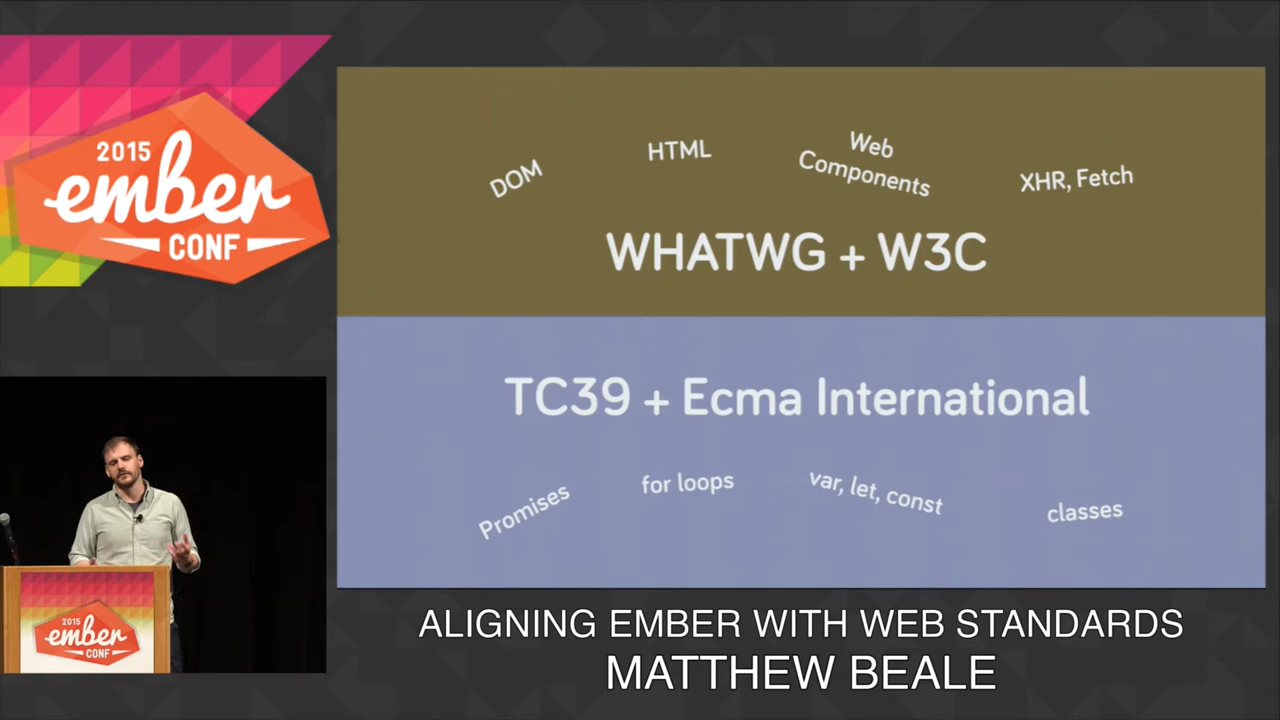 2015
ember
CONF
DOM
HTML
Web
Components
XHR, Fetch
WHATWG + W3C
TC39 + Ecma International
Promises
for loops
var, let, const
classes
2015
ember
CONF
ALIGNING EMBER WITH WEB STANDARDS
MATTHEW BEALE